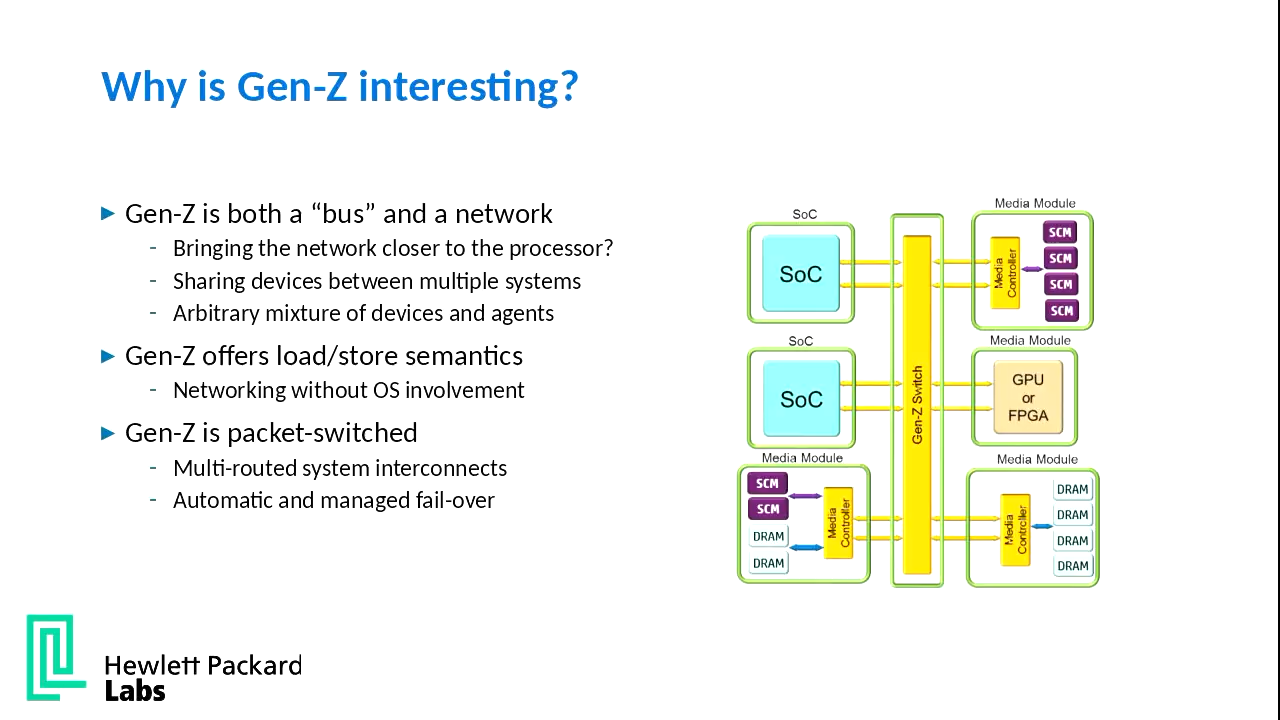 Why is Gen-Z interesting?
Gen-Z is both a “bus” and a network
- Bringing the network closer to the processor?
- Sharing devices between multiple systems
- Arbitrary mixture of devices and agents
Gen-Z offers load/store semantics
- Networking without OS involvement
Gen-Z is packet-switched
- Multi-routed system interconnects
- Automatic and managed fail-over
SoC
SoC
SoC
SoC
Media Module
SCM
SCM
DRAM
DRAM
Media
Controller
Gen-Z Switch
Media Module
Media
Controller
SCM
SCM
SCM
SCM
Media Module
GPU
or
FPGA
Media Module
Media
Controller
DRAM
DRAM
DRAM
DRAM
Hewlett Packard
Labs